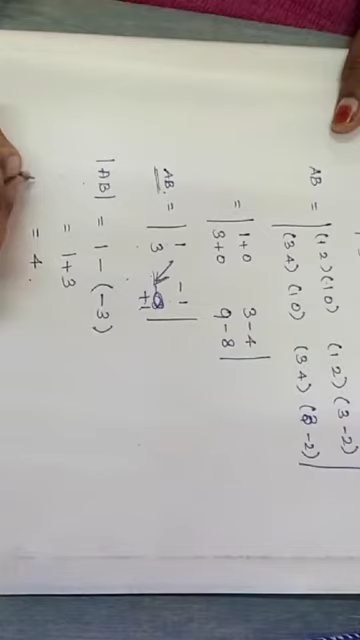 AB = | (1 2) (1 0) (1 2) (3 -2)
(3 4) (1 0) (3 4) (3 -2) |
= | 1+0 3-4
3+0 9-8 |
AB. = | 1 -1
3 +1 |
|AB| = 1 - (-3)
= 1+3
= 4.